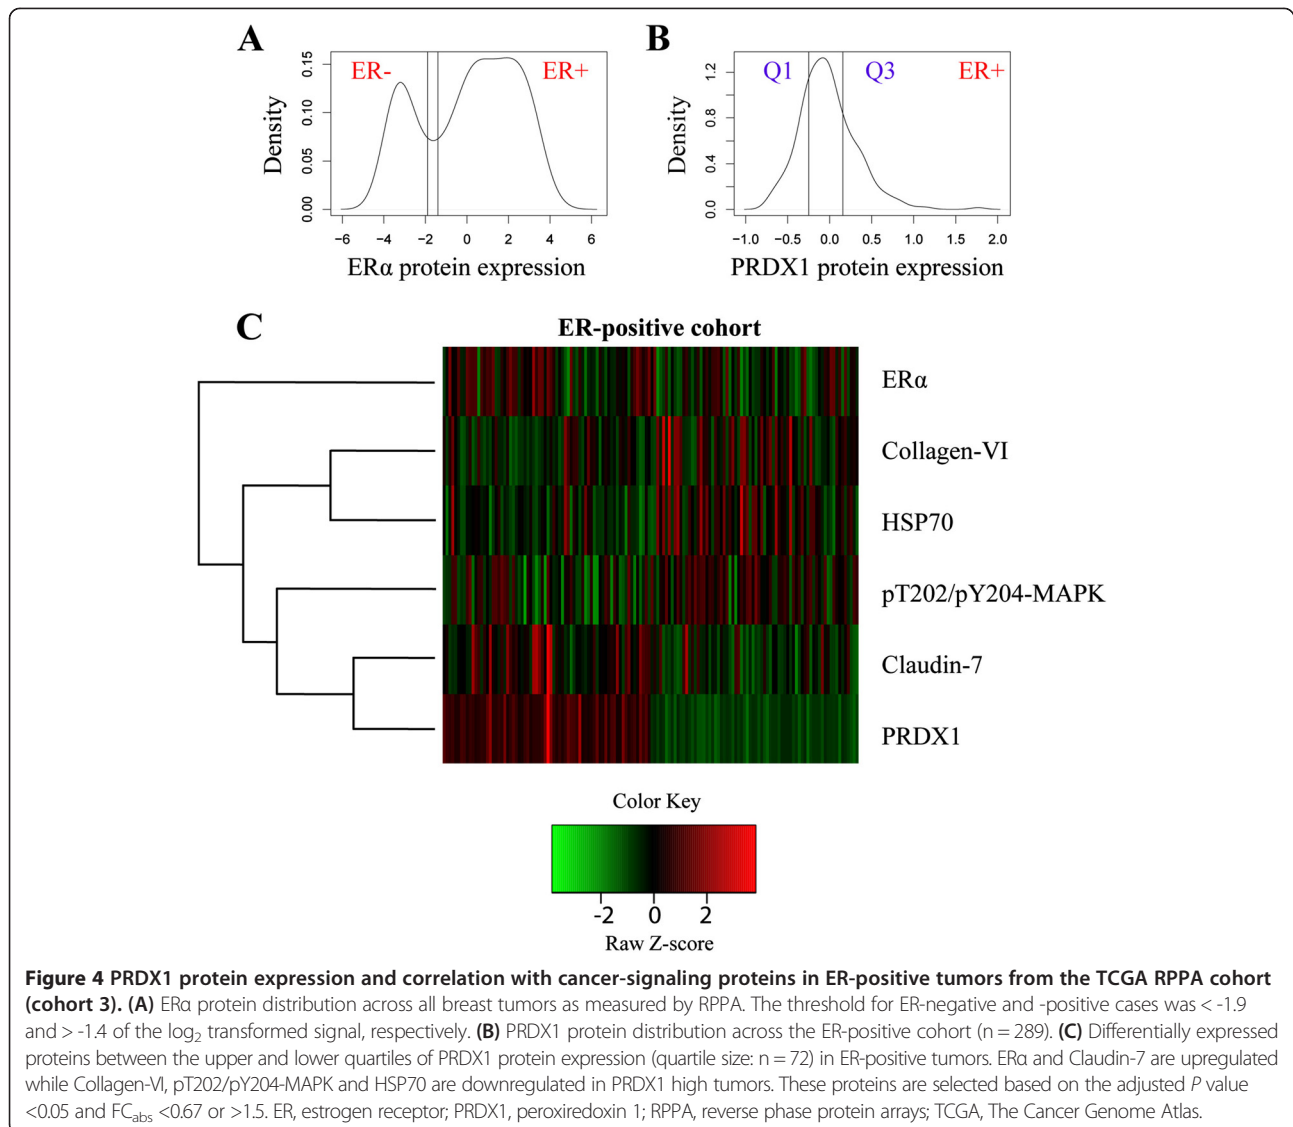 A
B
ER-
ER+
Q1
Q3
ER+
Density
0.00 0.05 0.10 0.15
Density
0.0 0.4 0.8 1.2
−6 −4 −2 0 2 4 6
−1.0 −0.5 0.0 0.5 1.0 1.5 2.0
ERα protein expression
PRDX1 protein expression
C
ER-positive cohort
ERα
Collagen-VI
HSP70
pT202/pY204-MAPK
Claudin-7
PRDX1
Color Key
-2 0 2
Raw Z-score
Figure 4 PRDX1 protein expression and correlation with cancer-signaling proteins in ER-positive tumors from the TCGA RPPA cohort
(cohort 3). (A) ERα protein distribution across all breast tumors as measured by RPPA. The threshold for ER-negative and -positive cases was < -1.9
and > -1.4 of the log2 transformed signal, respectively. (B) PRDX1 protein distribution across the ER-positive cohort (n = 289). (C) Differentially expressed
proteins between the upper and lower quartiles of PRDX1 protein expression (quartile size: n = 72) in ER-positive tumors. ERα and Claudin-7 are upregulated
while Collagen-VI, pT202/pY204-MAPK and HSP70 are downregulated in PRDX1 high tumors. These proteins are selected based on the adjusted P value
<0.05 and FCabs <0.67 or >1.5. ER, estrogen receptor; PRDX1, peroxiredoxin 1; RPPA, reverse phase protein arrays; TCGA, The Cancer Genome Atlas.